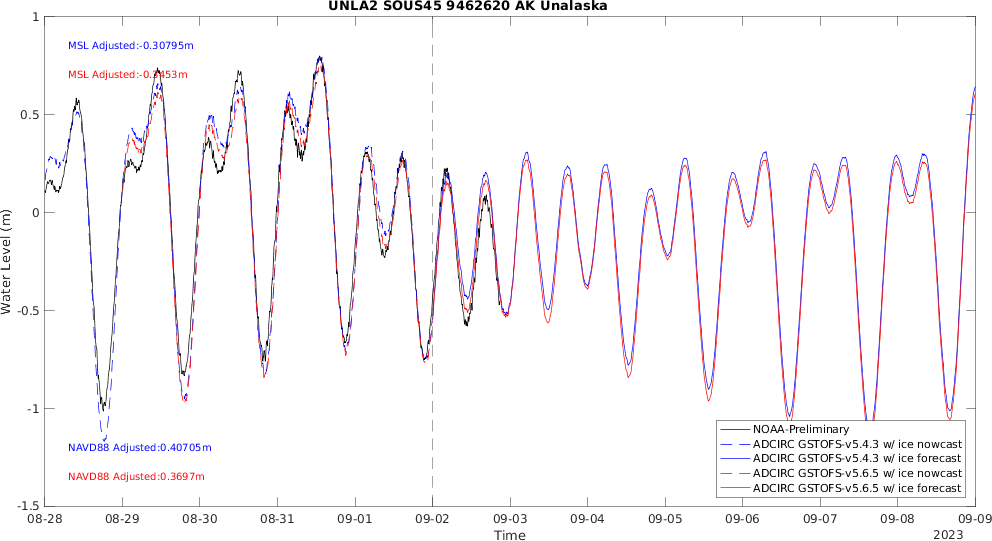 UNLA2 SOUS45 9462620 AK Unalaska
1
0.5
0
-0.5
-1
-1.5
Water Level (m)
MSL Adjusted:-0.30795m
MSL Adjusted:-0.3453m
NAVD88 Adjusted:0.40705m
NAVD88 Adjusted:0.3697m
NOAA-Preliminary
ADCIRC GSTOFS-v5.4.3 w/ ice nowcast
ADCIRC GSTOFS-v5.4.3 w/ ice forecast
ADCIRC GSTOFS-v5.6.5 w/ ice nowcast
ADCIRC GSTOFS-v5.6.5 w/ ice forecast
08-28 08-29 08-30 08-31 09-01 09-02 09-03 09-04 09-05 09-06 09-07 09-08 09-09
Time
2023